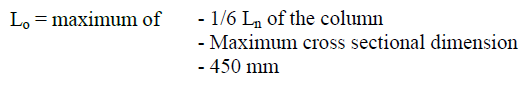 Lₒ = maximum of - 1/6 Lₙ of the column
- Maximum cross sectional dimension
- 450 mm